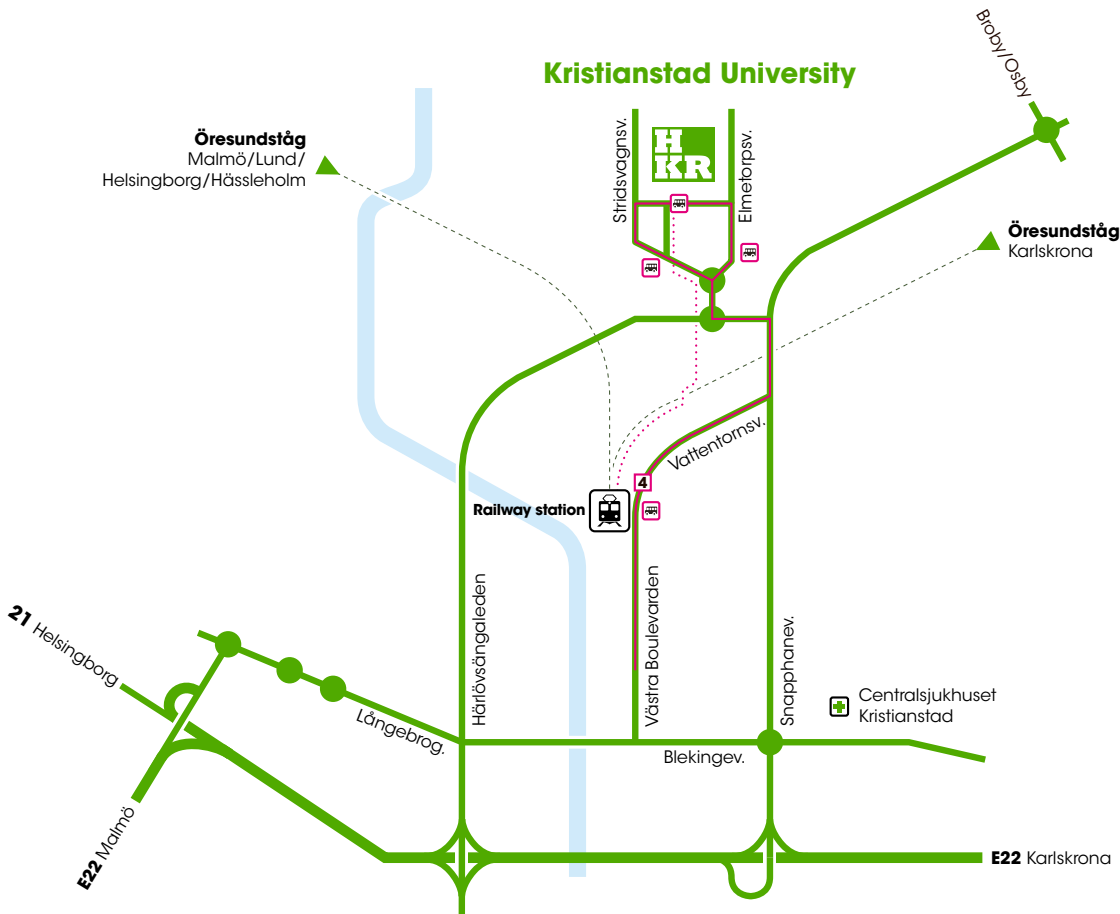 Broby/Osby
Kristianstad University
Öresundståg
Malmö/Lund/
Helsingborg/Hässleholm
Stridsvagnsv.
H
KR
Elmetorpsv.
Öresundståg
Karlskrona
Vattentornsv.
4
Railway station
21 Helsingborg
Härlövsängaleden
Västra Boulevarden
Snapphanev.
Centralsjukhuset
Kristianstad
Långebrog.
Blekingev.
E22 Malmö
E22 Karlskrona